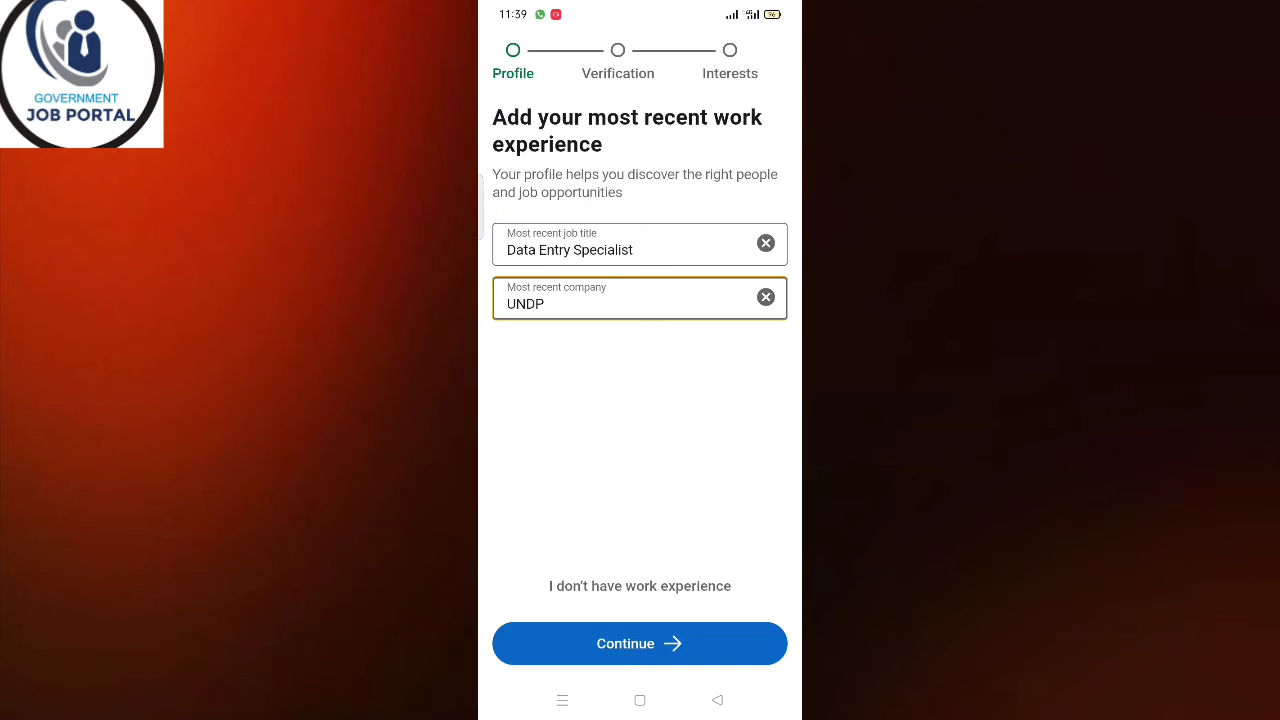 GOVERNMENT
JOB PORTAL
11:39
4G
96
Profile
Verification
Interests
Add your most recent work
experience
Your profile helps you discover the right people
and job opportunities
Most recent job title
Data Entry Specialist
Most recent company
UNDP
I don't have work experience
Continue